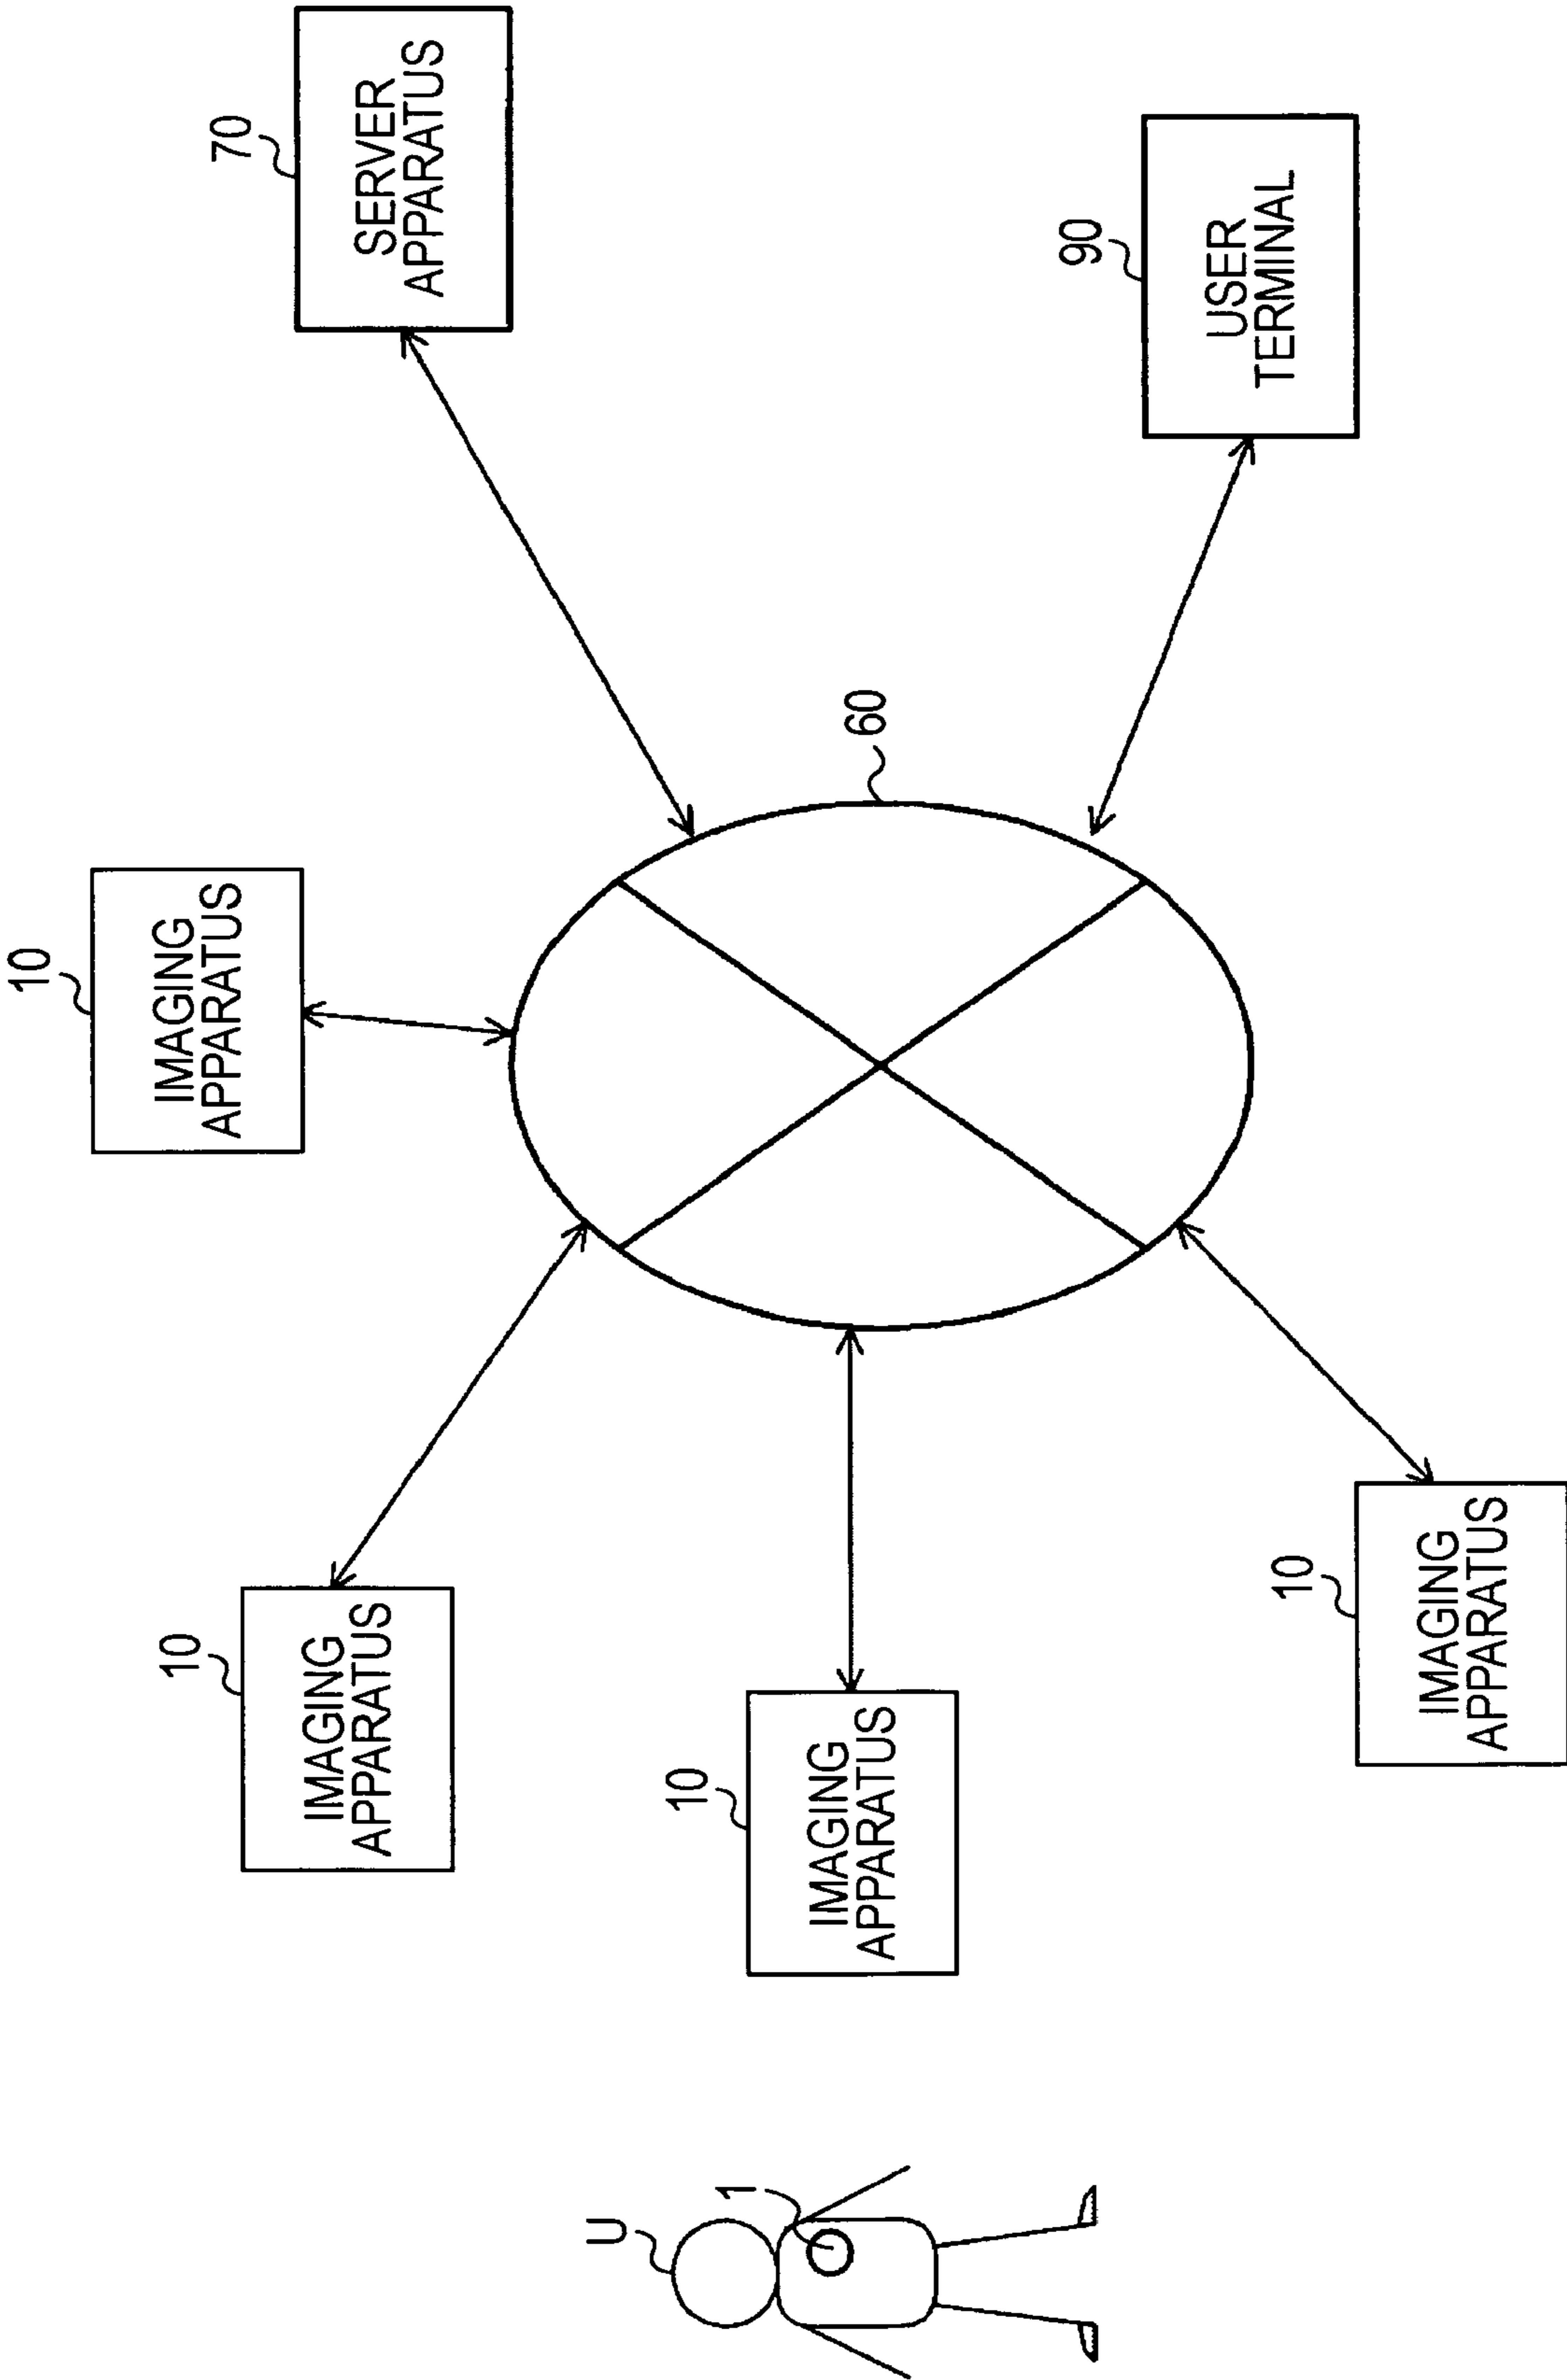 10
IMAGING
APPARATUS
10
IMAGING
APPARATUS
70
SERVER
APPARATUS
U
1
10
IMAGING
APPARATUS
60
90
USER
TERMINAL
10
IMAGING
APPARATUS